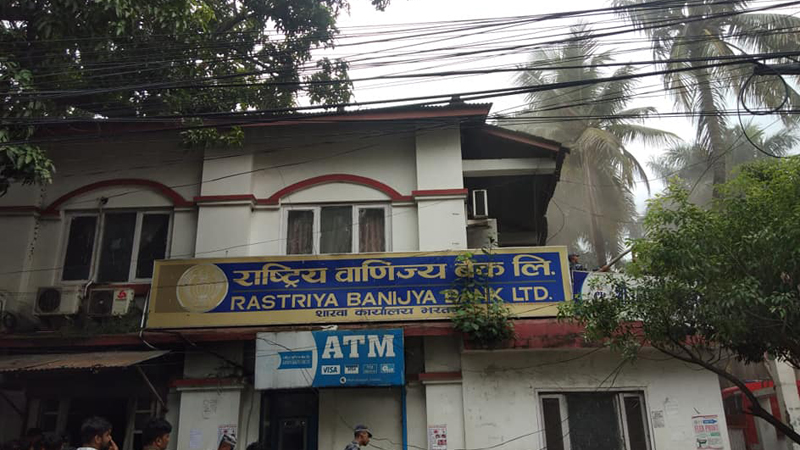 राष्ट्रिय वाणिज्य बैंक लि.
RASTRIYA BANIJYA BANK LTD.
शाखा कार्यालय
ATM
VISA